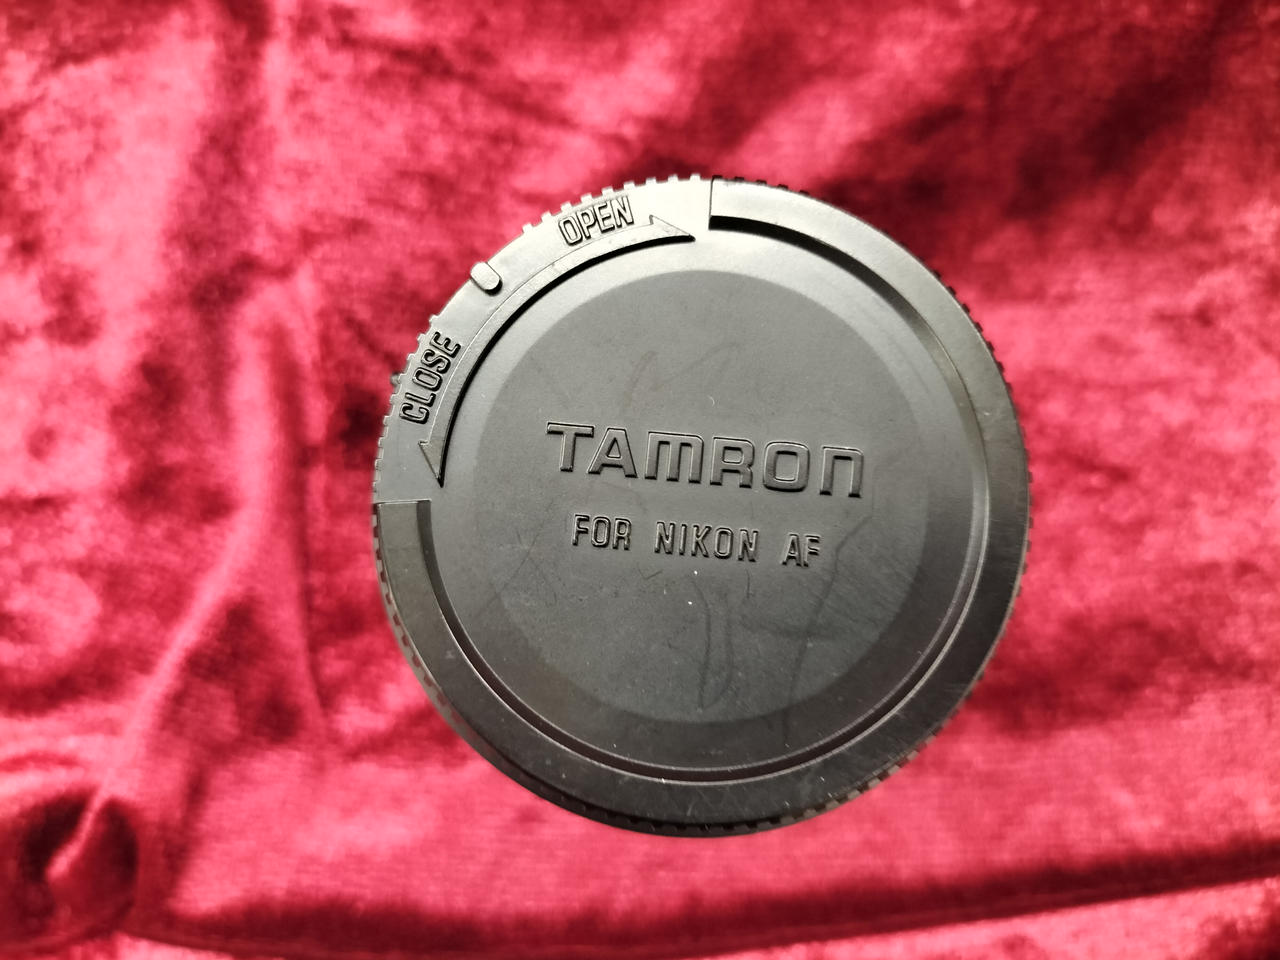 OPEN
CLOSE
TAMRON
FOR NIKON AF